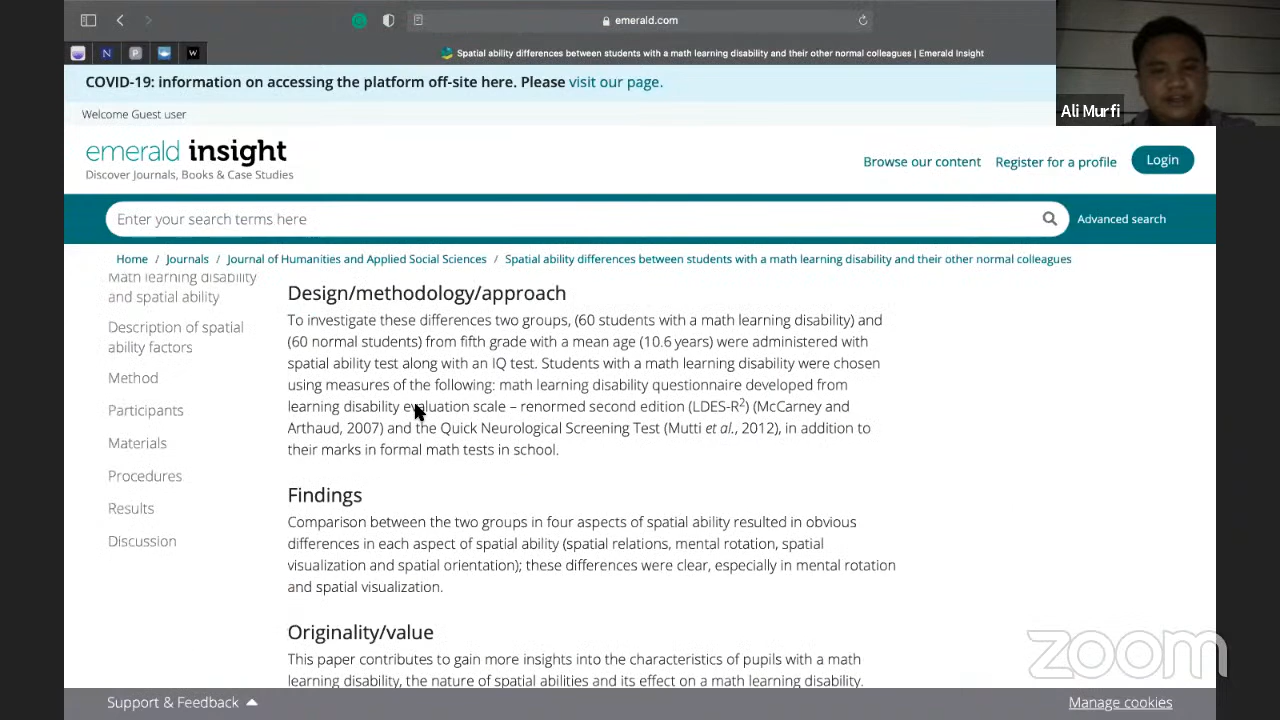 emerald.com
N
P
W
Spatial ability differences between students with a math learning disability and their other normal colleagues | Emerald Insight
COVID-19: information on accessing the platform off-site here. Please visit our page.
Ali Murfi
Welcome Guest user
emerald insight
Discover Journals, Books & Case Studies
Browse our content
Register for a profile
Login
Enter your search terms here
Advanced search
Home / Journals / Journal of Humanities and Applied Social Sciences / Spatial ability differences between students with a math learning disability and their other normal colleagues
Math learning disability
and spatial ability
Description of spatial
ability factors
Method
Participants
Materials
Procedures
Results
Discussion
Design/methodology/approach
To investigate these differences two groups, (60 students with a math learning disability) and
(60 normal students) from fifth grade with a mean age (10.6 years) were administered with
spatial ability test along with an IQ test. Students with a math learning disability were chosen
using measures of the following: math learning disability questionnaire developed from
learning disability evaluation scale – renormed second edition (LDES-R²) (McCarney and
Arthaud, 2007) and the Quick Neurological Screening Test (Mutti et al., 2012), in addition to
their marks in formal math tests in school.
Findings
Comparison between the two groups in four aspects of spatial ability resulted in obvious
differences in each aspect of spatial ability (spatial relations, mental rotation, spatial
visualization and spatial orientation); these differences were clear, especially in mental rotation
and spatial visualization.
Originality/value
This paper contributes to gain more insights into the characteristics of pupils with a math
learning disability, the nature of spatial abilities and its effect on a math learning disability.
zoom
Support & Feedback
Manage cookies